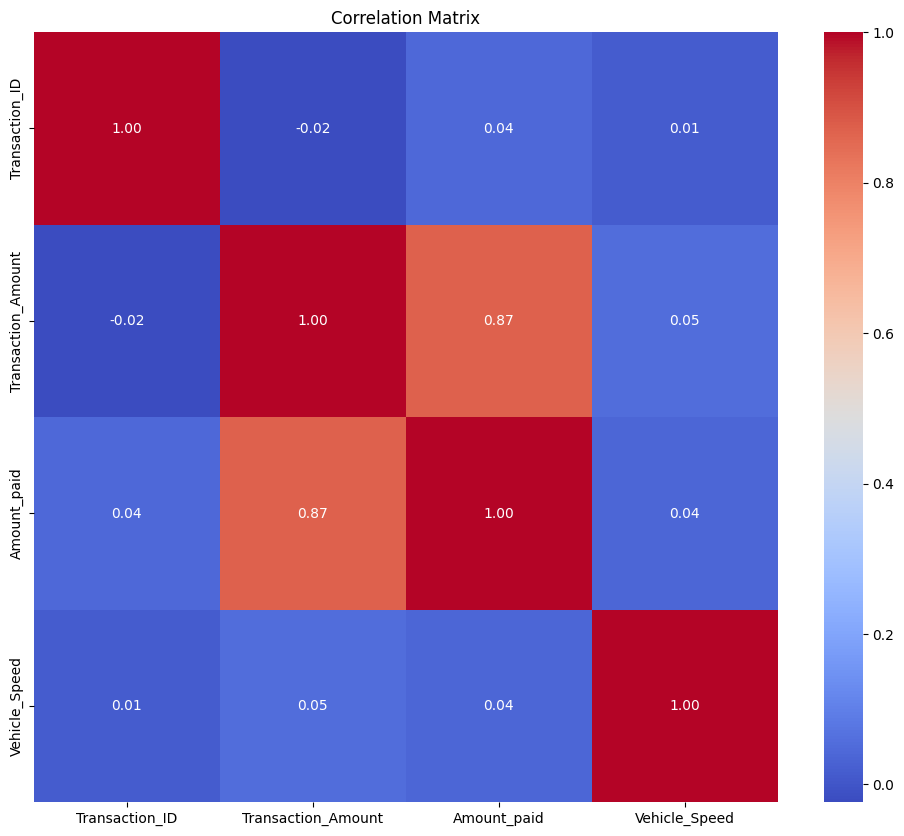 Correlation Matrix
Transaction_ID
1.00 -0.02 0.04 0.01
Transaction_Amount
-0.02 1.00 0.87 0.05
Amount_paid
0.04 0.87 1.00 0.04
Vehicle_Speed
0.01 0.05 0.04 1.00
Transaction_ID Transaction_Amount Amount_paid Vehicle_Speed
1.0
0.8
0.6
0.4
0.2
0.0